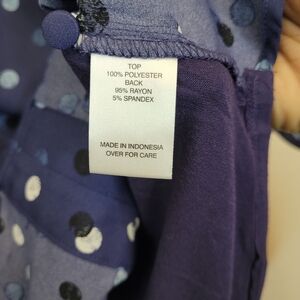 TOP
100% POLYESTER
BACK
95% RAYON
5% SPANDEX
MADE IN INDONESIA
OVER FOR CARE